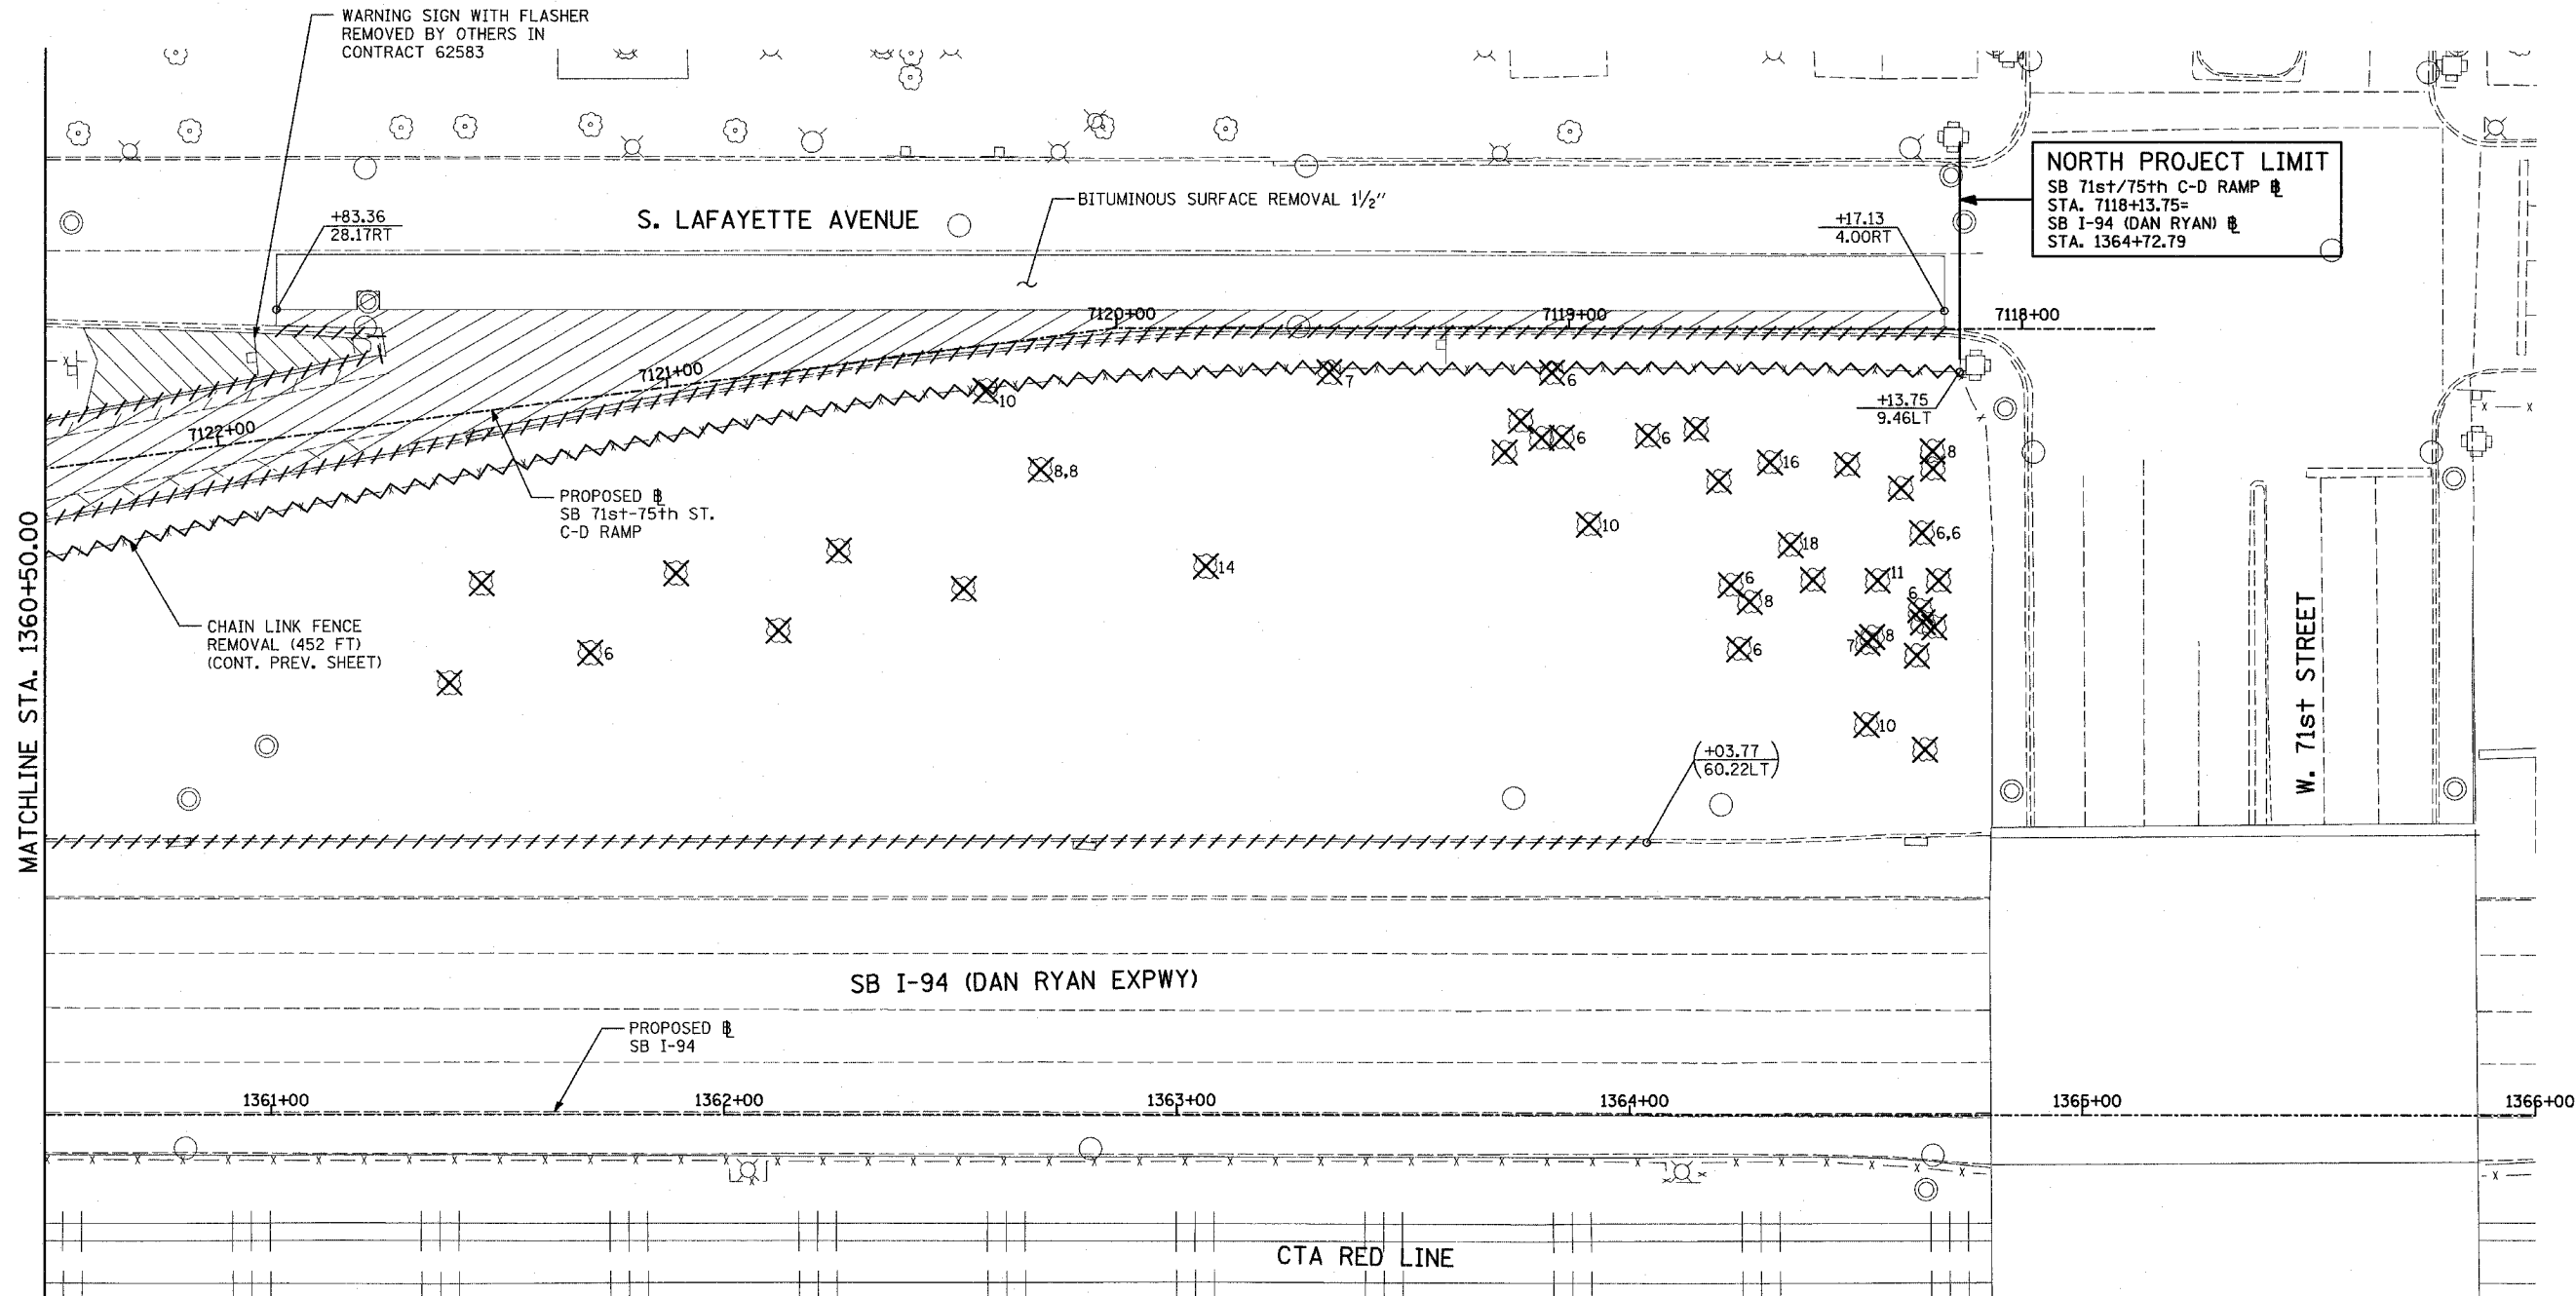 WARNING SIGN WITH FLASHER
REMOVED BY OTHERS IN
CONTRACT 62583
NORTH PROJECT LIMIT
SB 71st/75th C-D RAMP ℄
STA. 7118+13.75=
SB I-94 (DAN RYAN) ℄
STA. 1364+72.79
BITUMINOUS SURFACE REMOVAL 1½"
+83.36
28.17RT
S. LAFAYETTE AVENUE
+17.13
4.00RT
7120+00
7119+00
7118+00
7121+00
7
6
10
+13.75
9.46LT
7122+00
6
6
8
8,8
16
PROPOSED ℄
SB 71st-75th ST.
C-D RAMP
10
6,6
18
14
6
11
8
6
CHAIN LINK FENCE
REMOVAL (452 FT)
(CONT. PREV. SHEET)
6
6
7
8
10
MATCHLINE STA. 1360+50.00
W. 71st STREET
(+03.77
60.22LT)
SB I-94 (DAN RYAN EXPWY)
PROPOSED ℄
SB I-94
1361+00
1362+00
1363+00
1364+00
1365+00
1366+00
CTA RED LINE